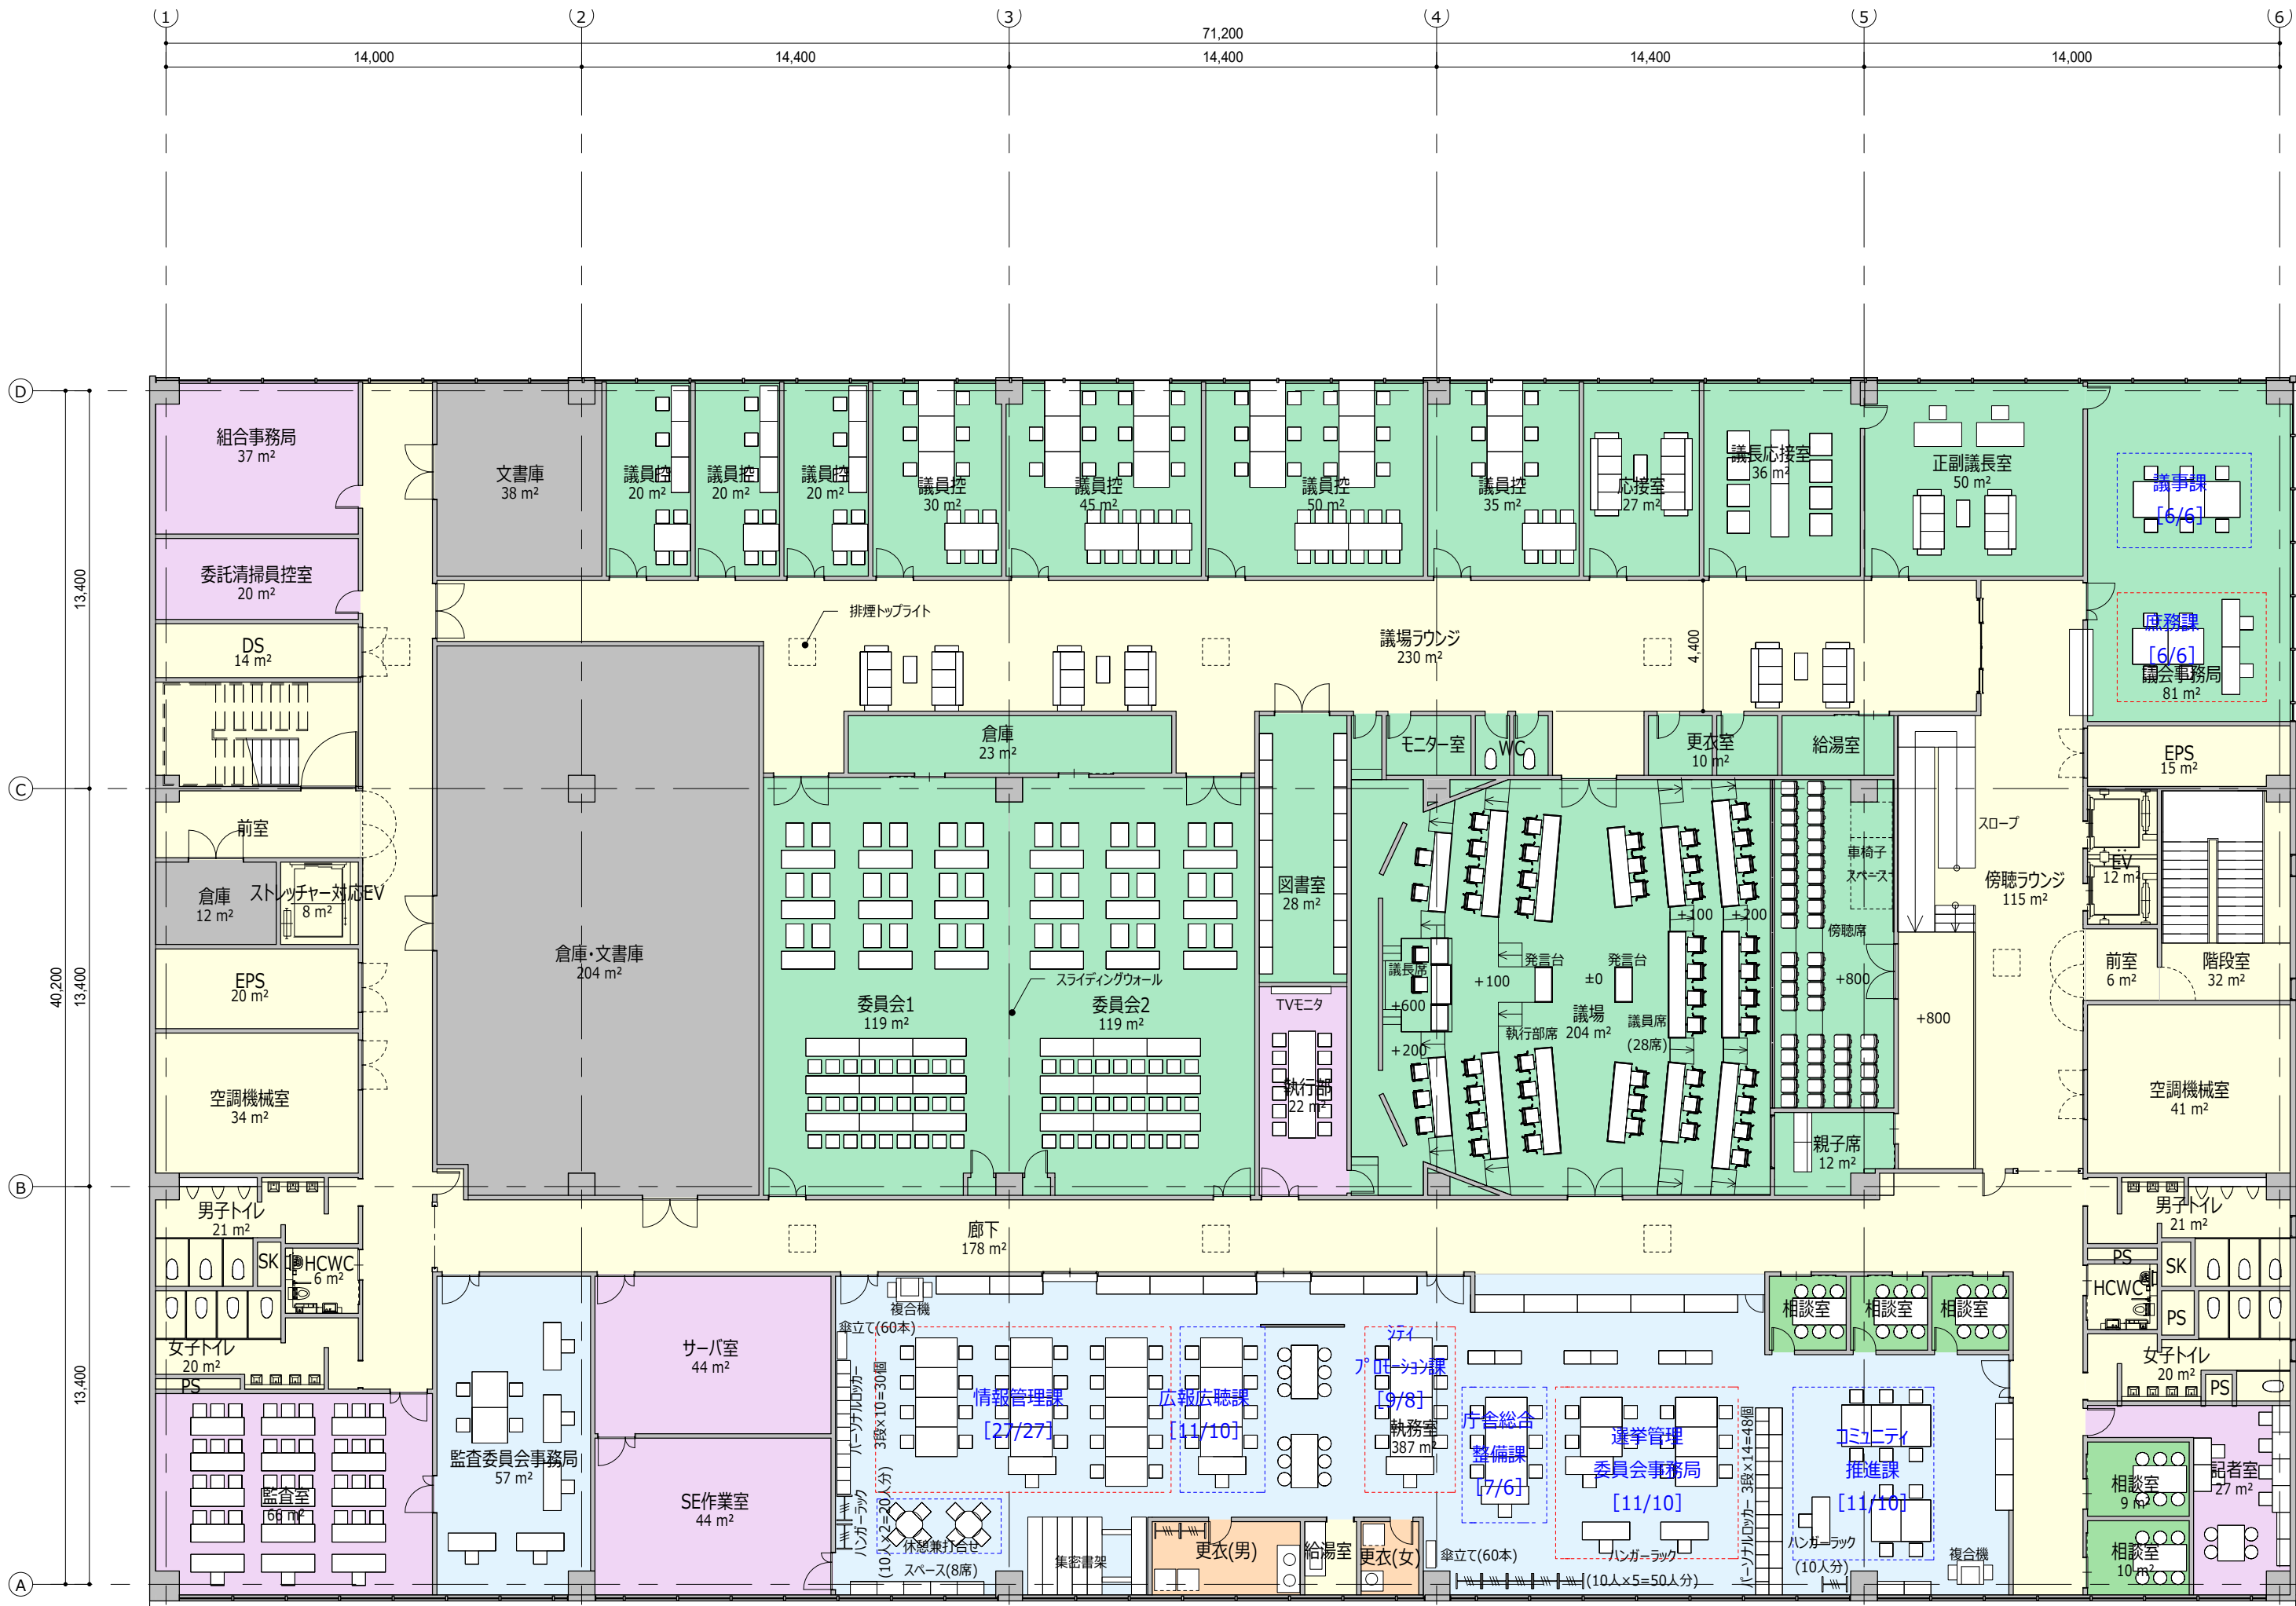 1
2
3
4
5
6
71,200
14,000
14,400
14,400
14,400
14,000
D
C
B
A
13,400
13,400
13,400
40,200
組合事務局
37 m²
文書庫
38 m²
議員控
20 m²
議員控
20 m²
議員控
20 m²
議員控
30 m²
議員控
45 m²
議員控
50 m²
議員控
35 m²
応接室
27 m²
議長応接室
36 m²
正副議長室
50 m²
議事課
[6/6]
庶務課
[6/6]
議会事務局
81 m²
委託清掃員控室
20 m²
DS
14 m²
排煙トップライト
議場ラウンジ
230 m²
4,400
倉庫
23 m²
モニター室
WC
更衣室
10 m²
給湯室
EPS
15 m²
前室
倉庫
12 m²
ストレッチャー対応EV
8 m²
EPS
20 m²
空調機械室
34 m²
倉庫・文書庫
204 m²
スライディングウォール
委員会1
119 m²
委員会2
119 m²
図書室
28 m²
TVモニタ
執行部
22 m²
議長席
+600
+200
+100
発言台
発言台
±0
執行部席
議場
204 m²
議員席
(28席)
+100
+200
車椅子
スペース
傍聴席
+800
親子席
12 m²
スロープ
+800
傍聴ラウンジ
115 m²
EV
12 m²
前室
6 m²
階段室
32 m²
空調機械室
41 m²
男子トイレ
21 m²
SK
HCWC
6 m²
女子トイレ
20 m²
PS
廊下
178 m²
男子トイレ
21 m²
PS
SK
HCWC
PS
女子トイレ
20 m²
PS
監査室
66 m²
監査委員会事務局
57 m²
サーバ室
44 m²
SE作業室
44 m²
複合機
傘立て(60本)
パーソナルロッカー
3段×10=30個
ハンガーラック
(10人×2=20人分)
情報管理課
[27/27]
広報広聴課
[11/10]
シティ
プロモーション課
[9/8]
執務室
387 m²
庁舎総合
整備課
[7/6]
選挙管理
委員会事務局
[11/10]
パーソナルロッカー 3段×14=48個
コミュニティ
推進課
[11/10]
相談室
相談室
相談室
休憩兼打合せ
スペース(8席)
集密書架
更衣(男)
給湯室
更衣(女)
傘立て(60本)
ハンガーラック
(10人×5=50人分)
ハンガーラック
(10人分)
複合機
相談室
9 m²
相談室
10 m²
記者室
27 m²